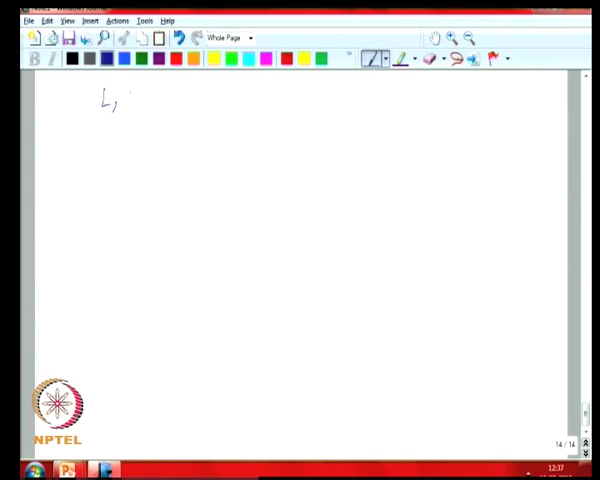 File Edit View Insert Actions Tools Help
Whole Page
B I
L,
NPTEL
14 / 14
12:37